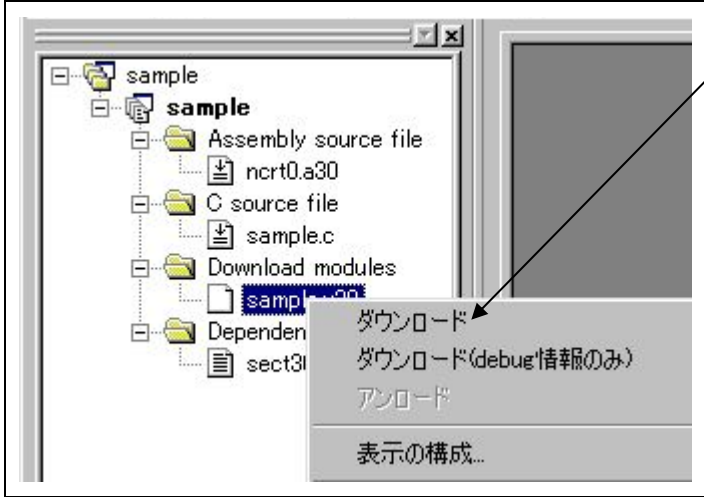 sample
sample
Assembly source file
ncrt0.a30
C source file
sample.c
Download modules
ダウンロード
ダウンロード(debug情報のみ)
アンロード
表示の構成...